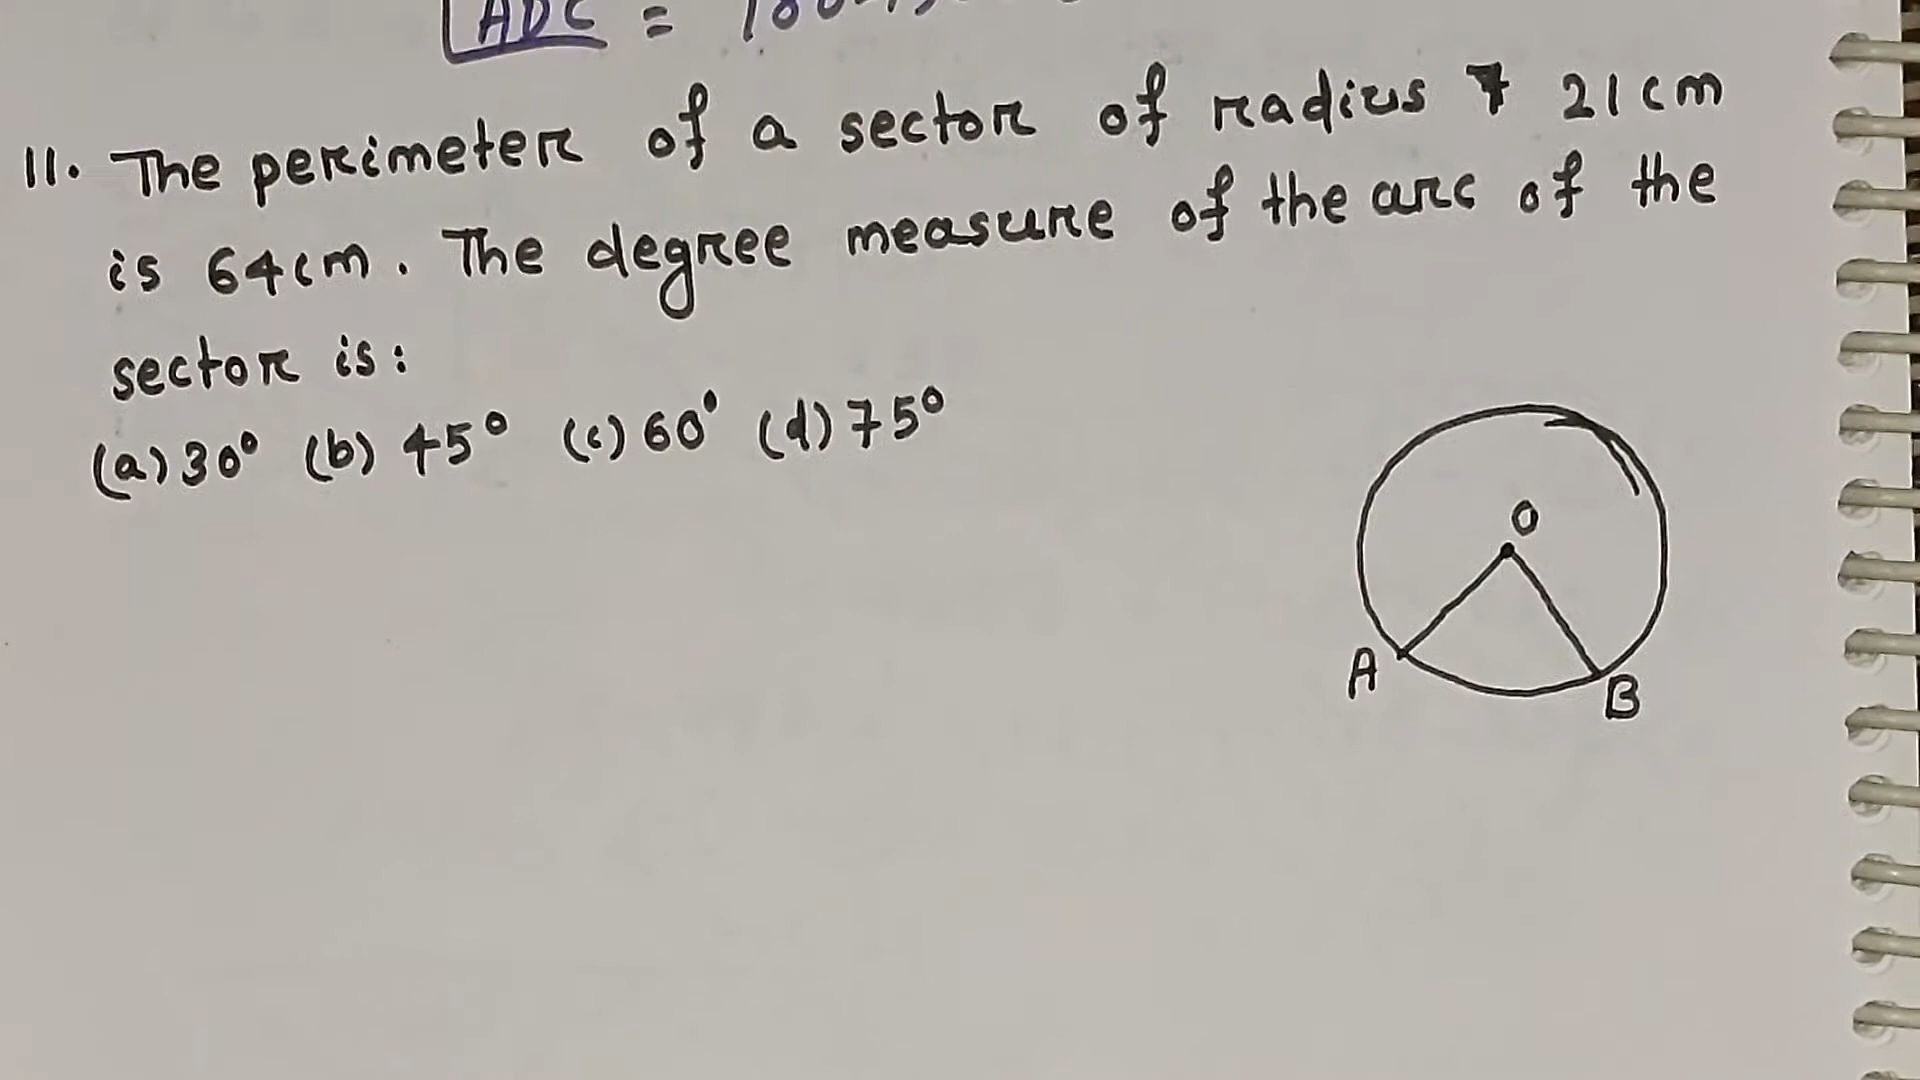 ADC =
11. The perimeter of a sector of radius 21cm
is 64cm. The degree measure of the arc of the
sector is:
(a) 30° (b) 45° (c) 60° (d) 75°
O
A
B